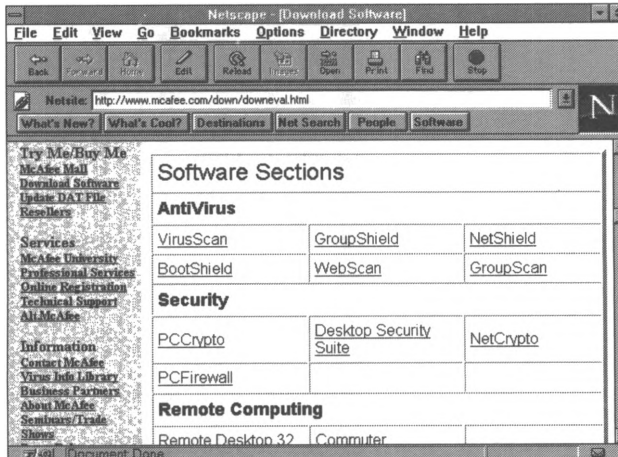 Netscape - [Download Software]
File Edit View Go Bookmarks Options Directory Window Help
Back Forward Home Edit Reload Images Open Print Find Stop
Netsite: http://www.mcafee.com/down/downeval.html
N
What's New? What's Cool? Destinations Net Search People Software
Try Me/Buy Me
McAfee Mall
Download Software
Update DAT File
Resellers
Services
McAfee University
Professional Services
Online Registration
Technical Support
Alt.McAfee
Information
Contact McAfee
Virus Info Library
Business Partners
About McAfee
Seminars/Trade
Shows
Software Sections
AntiVirus
VirusScan GroupShield NetShield
BootShield WebScan GroupScan
Security
PCCrypto Desktop Security Suite NetCrypto
PCFirewall
Remote Computing
Remote Desktop 32 Commuter
Document Done